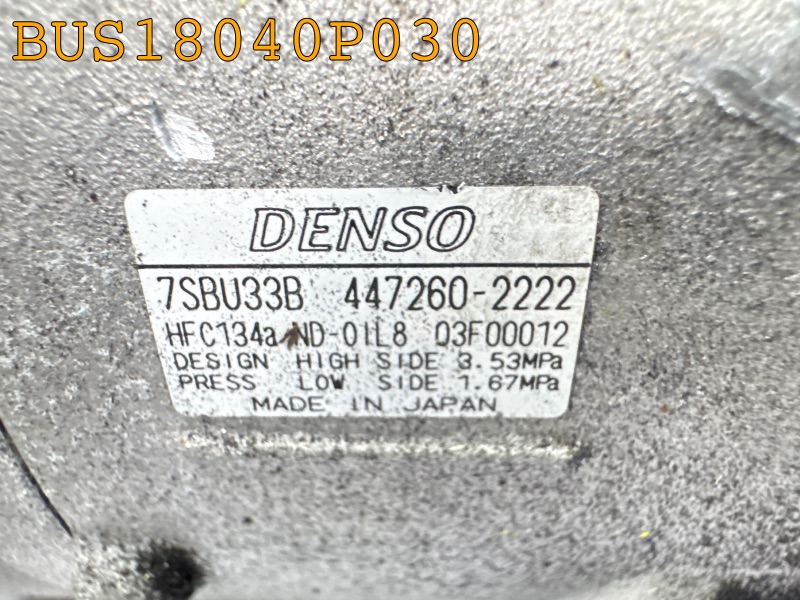 BUS18040P030
DENSO
7SBU33B 447260-2222
HFC134a ND-OIL8 03F00012
DESIGN HIGH SIDE 3.53MPa
PRESS LOW SIDE 1.67MPa
MADE IN JAPAN